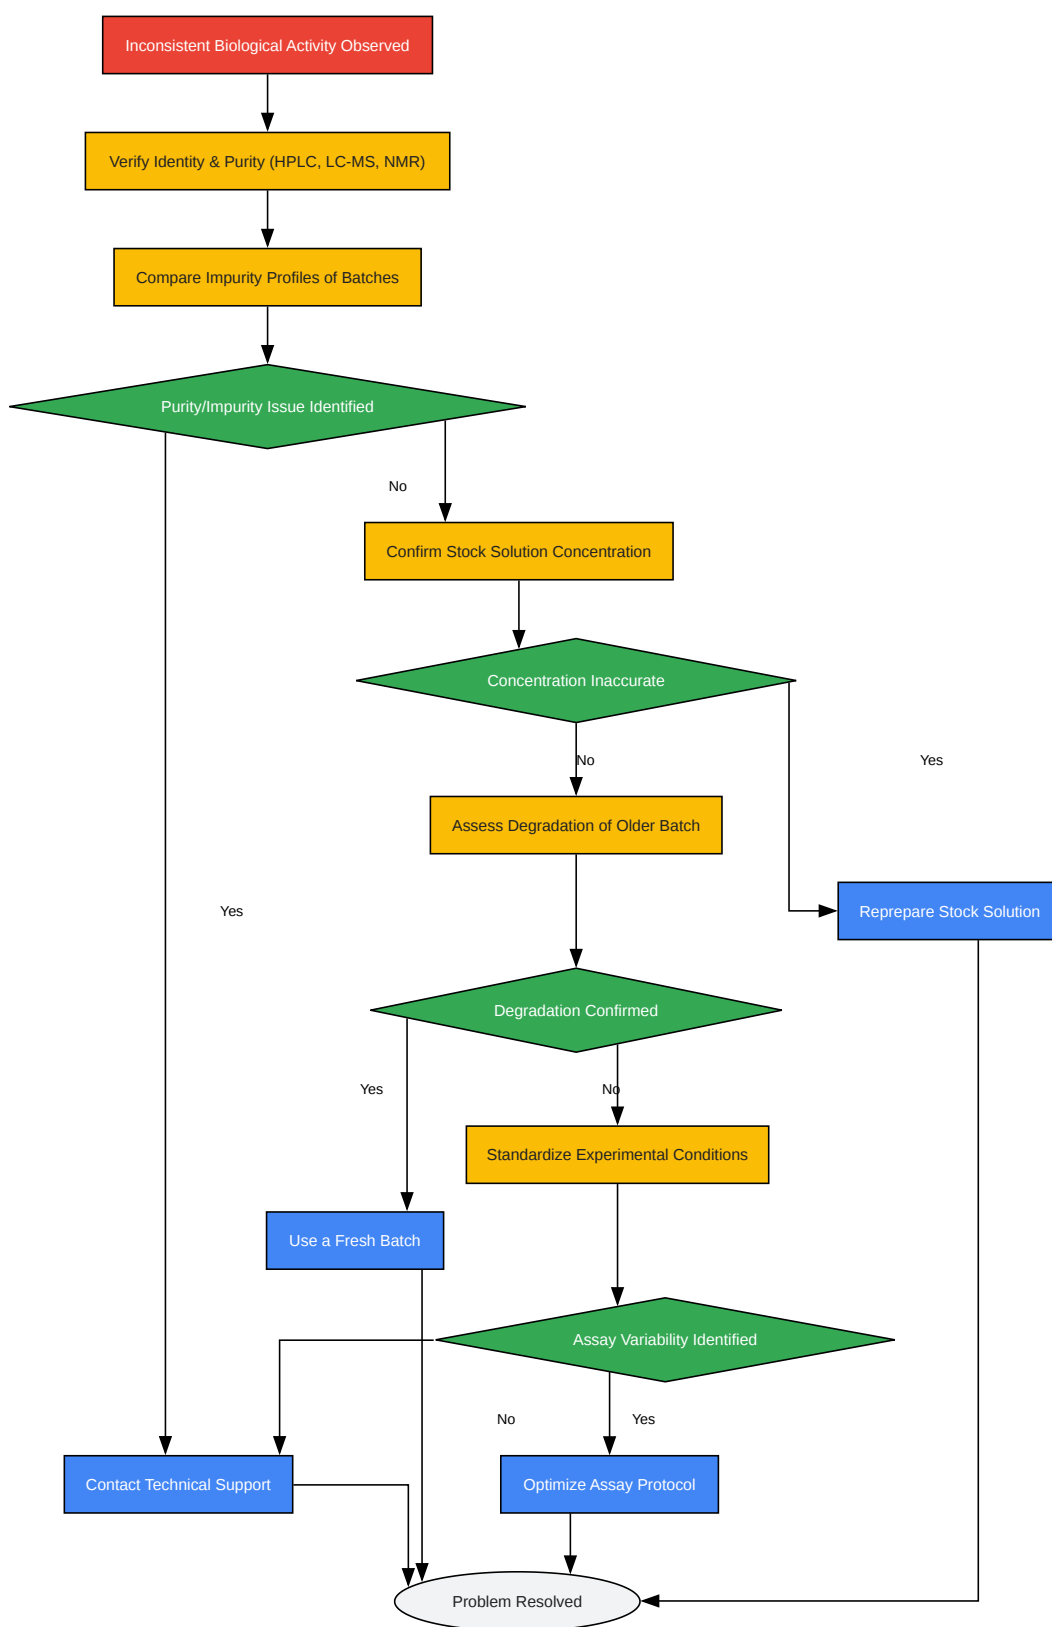 Inconsistent Biological Activity Observed
Verify Identity & Purity (HPLC, LC-MS, NMR)
Compare Impurity Profiles of Batches
Purity/Impurity Issue Identified
No
Confirm Stock Solution Concentration
Concentration Inaccurate
No
Yes
Assess Degradation of Older Batch
Yes
Reprepare Stock Solution
Degradation Confirmed
Yes
No
Standardize Experimental Conditions
Use a Fresh Batch
Assay Variability Identified
No
Yes
Contact Technical Support
Optimize Assay Protocol
Problem Resolved